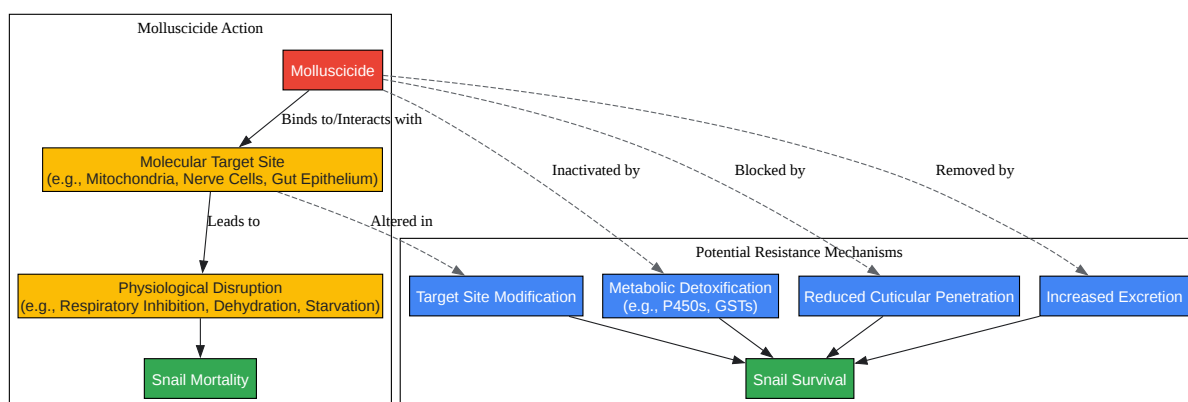 Molluscicide Action
Molluscicide
Binds to/Interacts with
Molecular Target Site
(e.g., Mitochondria, Nerve Cells, Gut Epithelium)
Inactivated by
Blocked by
Removed by
Leads to
Altered in
Potential Resistance Mechanisms
Physiological Disruption
(e.g., Respiratory Inhibition, Dehydration, Starvation)
Target Site Modification
Metabolic Detoxification
(e.g., P450s, GSTs)
Reduced Cuticular Penetration
Increased Excretion
Snail Mortality
Snail Survival